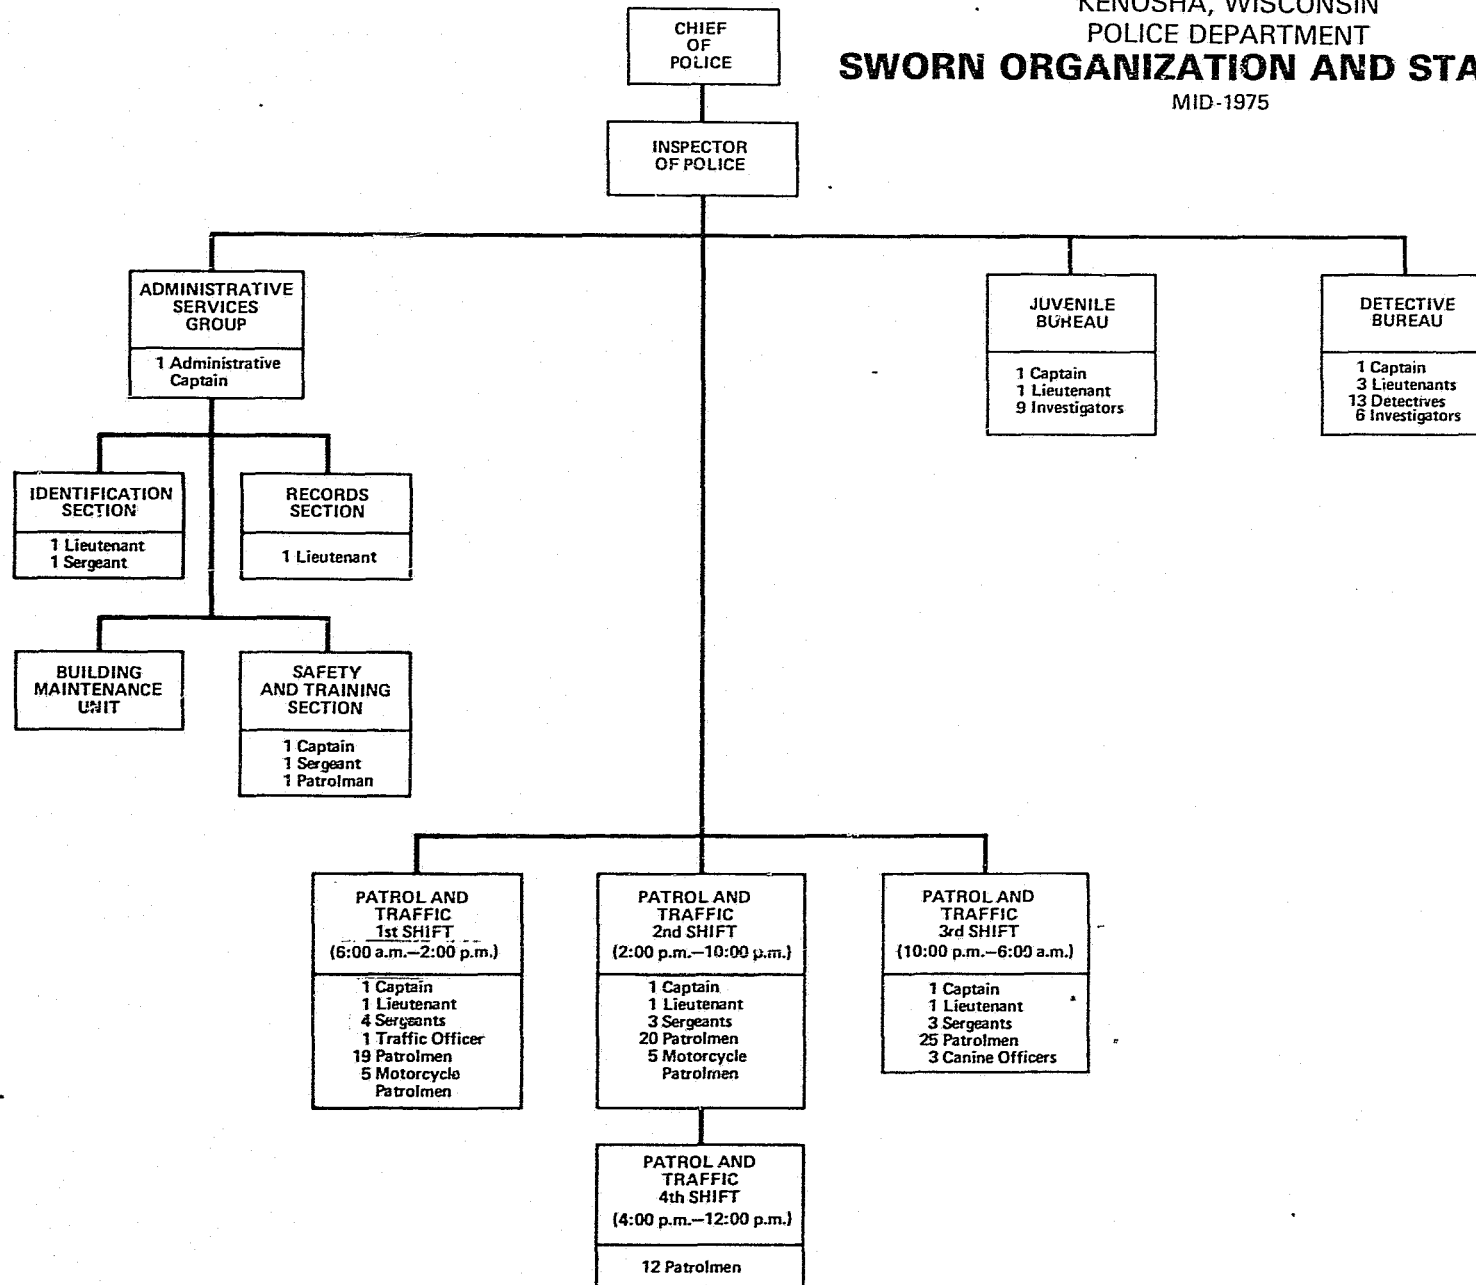 KENOSHA, WISCONSIN
POLICE DEPARTMENT
SWORN ORGANIZATION AND STA
MID-1975
CHIEF
OF
POLICE
INSPECTOR
OF POLICE
ADMINISTRATIVE
SERVICES
GROUP
1 Administrative
Captain
JUVENILE
BUREAU
1 Captain
1 Lieutenant
9 Investigators
DETECTIVE
BUREAU
1 Captain
3 Lieutenants
13 Detectives
6 Investigators
IDENTIFICATION
SECTION
1 Lieutenant
1 Sergeant
RECORDS
SECTION
1 Lieutenant
BUILDING
MAINTENANCE
UNIT
SAFETY
AND TRAINING
SECTION
1 Captain
1 Sergeant
1 Patrolman
PATROL AND
TRAFFIC
1st SHIFT
(6:00 a.m.—2:00 p.m.)
1 Captain
1 Lieutenant
4 Sergeants
1 Traffic Officer
19 Patrolmen
5 Motorcycle
Patrolmen
PATROL AND
TRAFFIC
2nd SHIFT
(2:00 p.m.—10:00 p.m.)
1 Captain
1 Lieutenant
3 Sergeants
20 Patrolmen
5 Motorcycle
Patrolmen
PATROL AND
TRAFFIC
3rd SHIFT
(10:00 p.m.—6:00 a.m.)
1 Captain
1 Lieutenant
3 Sergeants
25 Patrolmen
3 Canine Officers
PATROL AND
TRAFFIC
4th SHIFT
(4:00 p.m.—12:00 p.m.)
12 Patrolmen